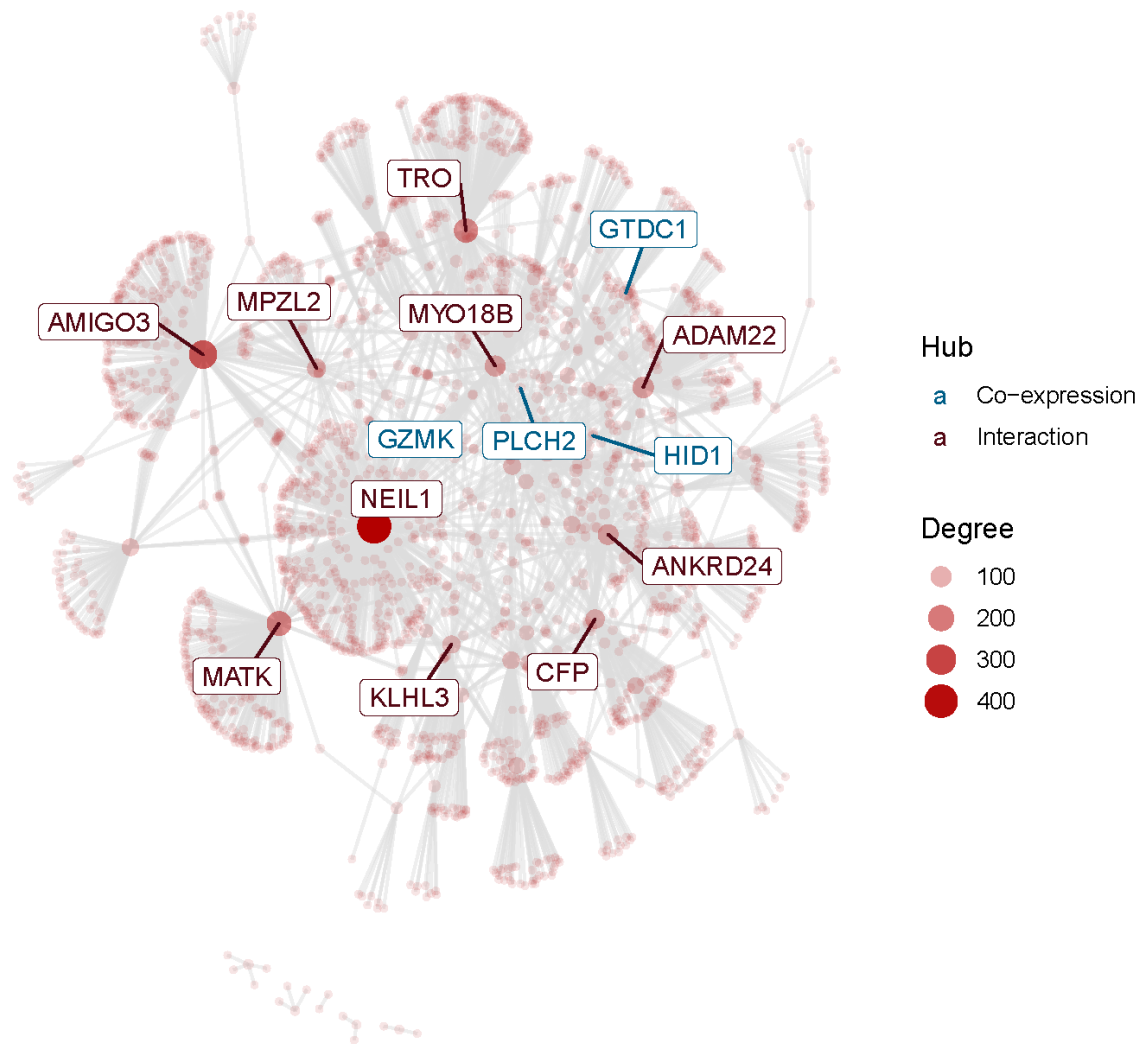 TRO
GTDC1
MPZL2
AMIGO3
MYO18B
ADAM22
GZMK
PLCH2
HID1
NEIL1
ANKRD24
MATK
KLHL3
CFP
Hub
a Co−expression
a Interaction
Degree
100
200
300
400